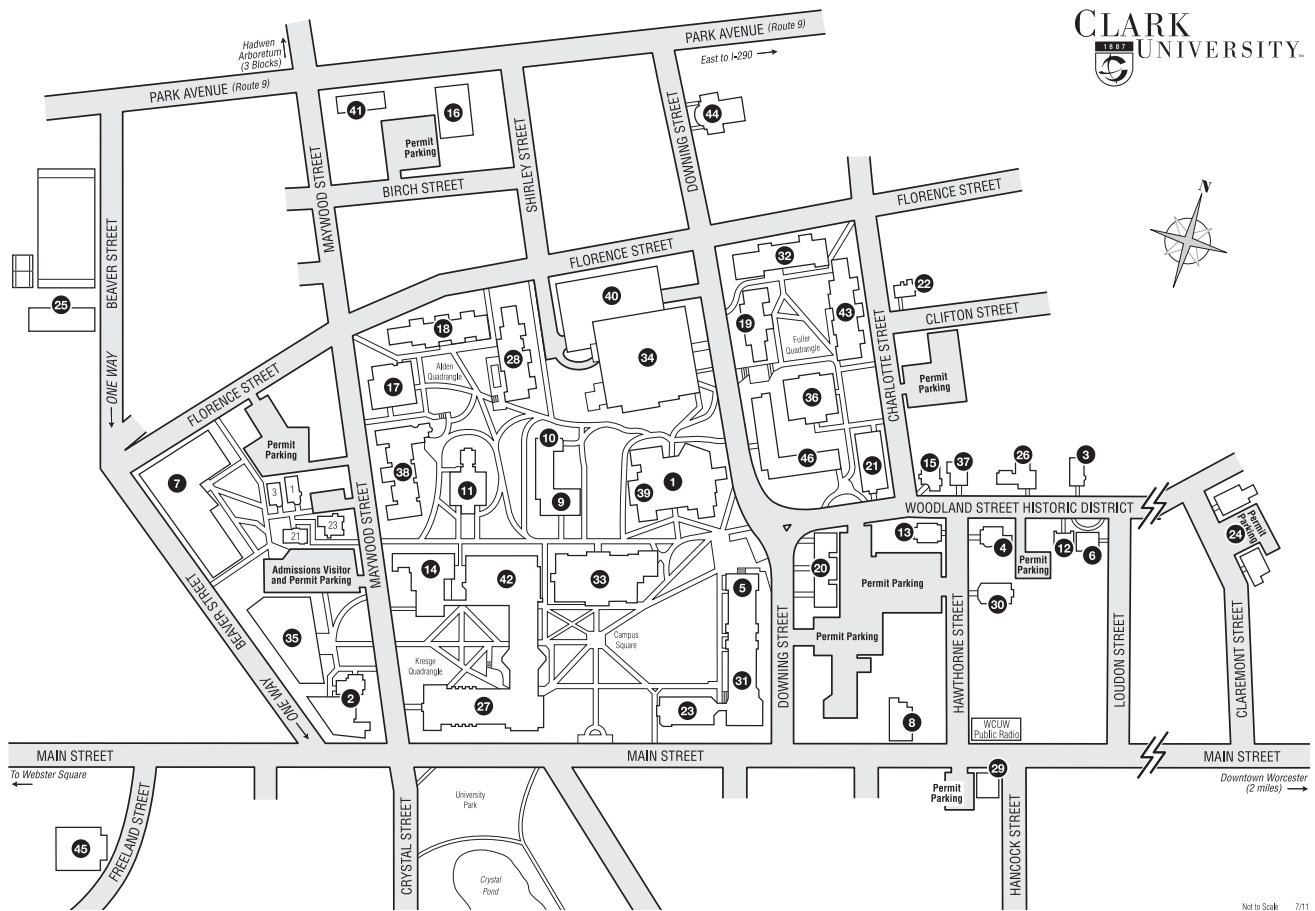 CLARK
1887
UNIVERSITY
Hadwen
Arboretum
(3 Blocks)
PARK AVENUE (Route 9)
East to I-290
PARK AVENUE (Route 9)
41
16
44
Permit
Parking
BIRCH STREET
MAYWOOD STREET
SHIRLEY STREET
DOWNING STREET
N
BEAVER STREET
ONE WAY
25
FLORENCE STREET
FLORENCE STREET
FLORENCE STREET
32
40
22
CLIFTON STREET
18
28
34
19
43
Fuller
Quadrangle
CHARLOTTE STREET
Alden
Quadrangle
17
36
Permit
Parking
Permit
Parking
7
38
10
11
9
39
1
46
21
15
37
26
3
WOODLAND STREET HISTORIC DISTRICT
3
1
23
21
Admissions Visitor
and Permit Parking
MAYWOOD STREET
13
4
Permit
Parking
12
6
24
Permit
Parking
14
42
33
5
20
Permit Parking
30
BEAVER STREET
ONE WAY
35
Kresge
Quadrangle
Campus
Square
DOWNING STREET
Permit Parking
HAWTHORNE STREET
LOUDON STREET
CLAREMONT STREET
2
27
23
31
8
WCUW
Public Radio
MAIN STREET
MAIN STREET
MAIN STREET
To Webster Square
Downtown Worcester
(2 miles)
29
Permit
Parking
University
Park
45
FREELAND STREET
CRYSTAL STREET
Crystal
Pond
HANCOCK STREET
Not to Scale 7/11